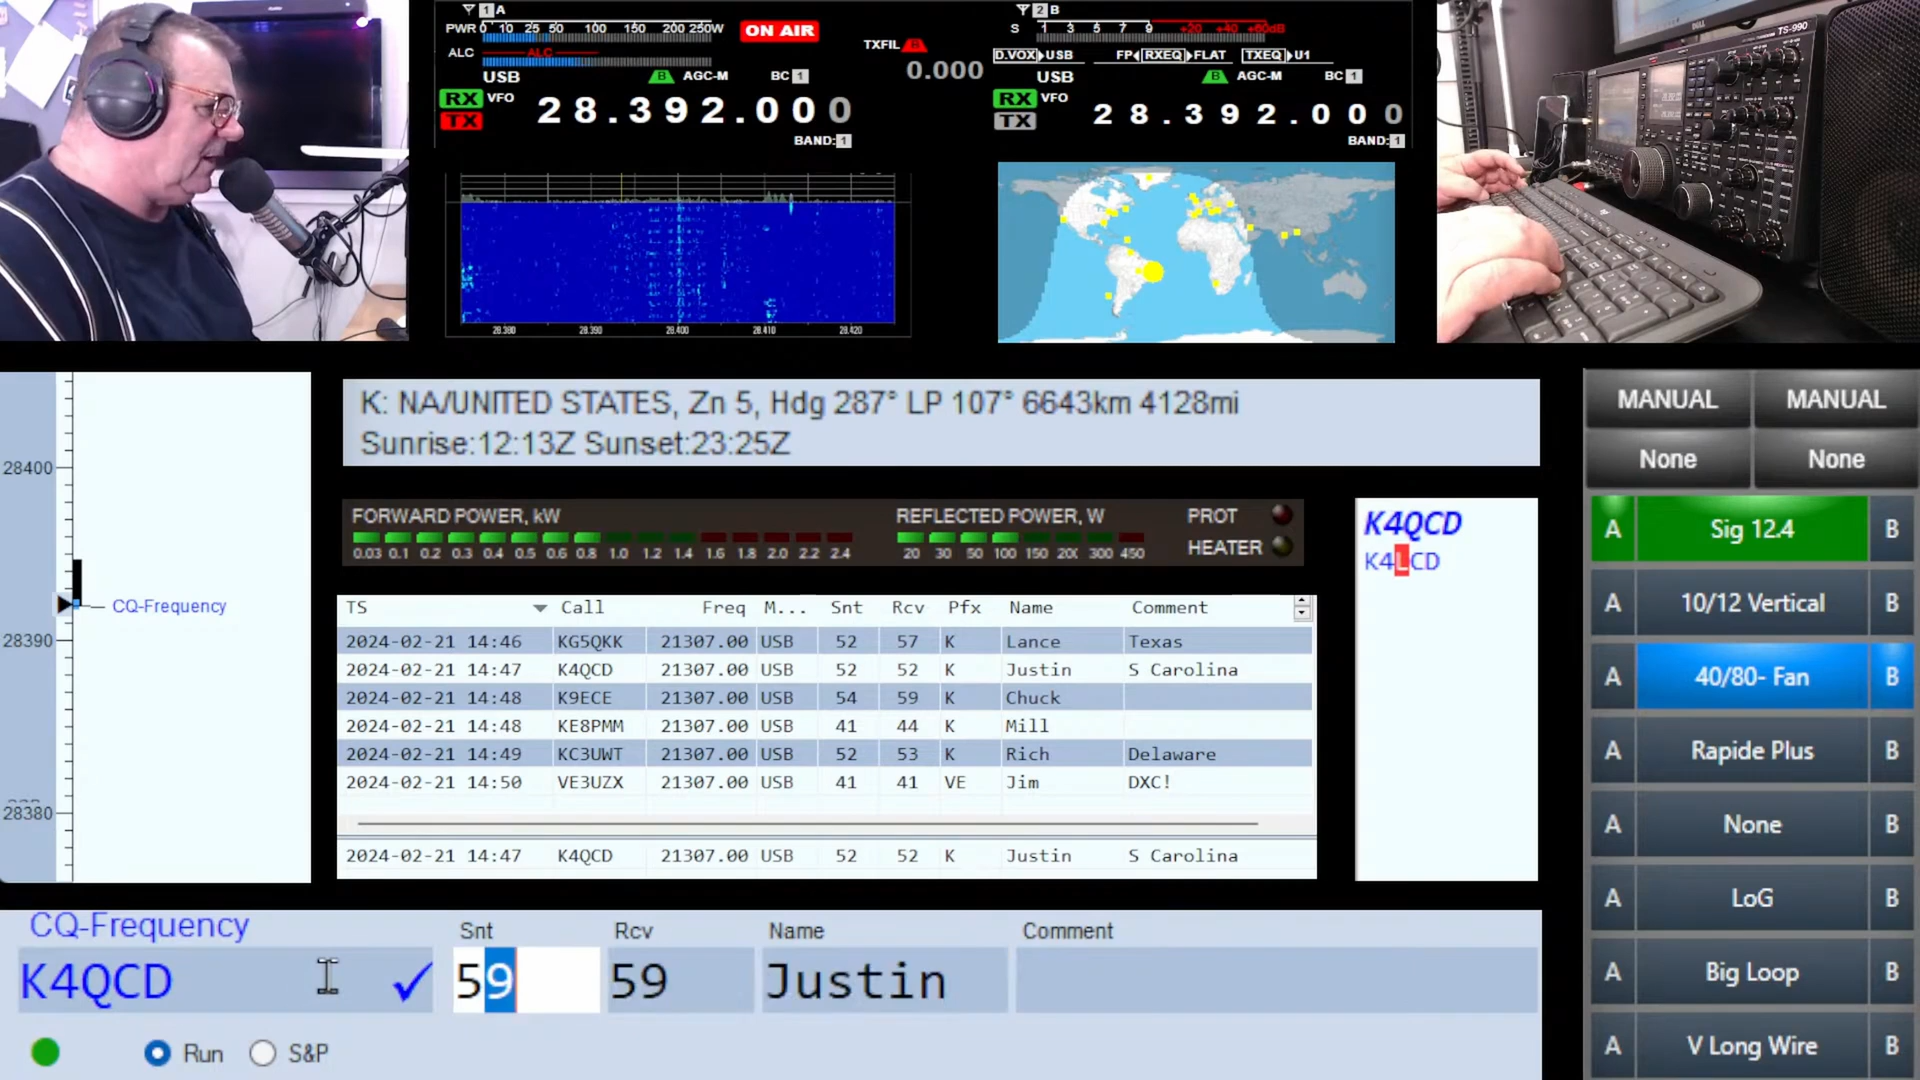 1 A
PWR 0 10 25 50 100 150 200 250W
ALC ALC
ON AIR
TXFIL B
0.000
USB B AGC-M BC 1
RX VFO 28.392.000
TX
BAND:1
2 B
S 1 3 5 7 9 +20 +40 +60dB
D.VOX USB FP RXEQ FLAT TXEQ U1
USB B AGC-M BC 1
RX VFO 28.392.000
TX
BAND:1
28.380 28.390 28.400 28.410 28.420
TS-990
DELL
28400
28390
28380
CQ-Frequency
K: NA/UNITED STATES, Zn 5, Hdg 287° LP 107° 6643km 4128mi
Sunrise:12:13Z Sunset:23:25Z
FORWARD POWER, kW
0.03 0.1 0.2 0.3 0.4 0.5 0.6 0.8 1.0 1.2 1.4 1.6 1.8 2.0 2.2 2.4
REFLECTED POWER, W
20 30 50 100 150 20X 300 450
PROT
HEATER
TS Call Freq M... Snt Rcv Pfx Name Comment
2024-02-21 14:46 KG5QKK 21307.00 USB 52 57 K Lance Texas
2024-02-21 14:47 K4QCD 21307.00 USB 52 52 K Justin S Carolina
2024-02-21 14:48 K9ECE 21307.00 USB 54 59 K Chuck
2024-02-21 14:48 KE8PMM 21307.00 USB 41 44 K Mill
2024-02-21 14:49 KC3UWT 21307.00 USB 52 53 K Rich Delaware
2024-02-21 14:50 VE3UZX 21307.00 USB 41 41 VE Jim DXC!
2024-02-21 14:47 K4QCD 21307.00 USB 52 52 K Justin S Carolina
K4QCD
K4LCD
MANUAL MANUAL
None None
A Sig 12.4 B
A 10/12 Vertical B
A 40/80- Fan B
A Rapide Plus B
A None B
A LoG B
A Big Loop B
A V Long Wire B
CQ-Frequency Snt Rcv Name Comment
K4QCD 59 59 Justin
Run S&P